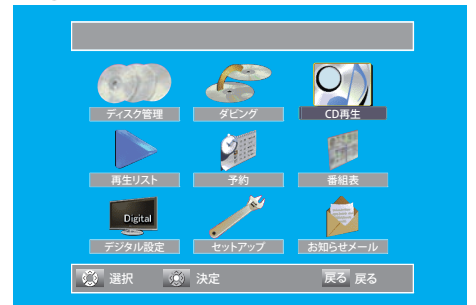 ディスク管理
ダビング
CD再生
再生リスト
予約
番組表
Digital
デジタル設定
セットアップ
お知らせメール
選択
決定
戻る 戻る